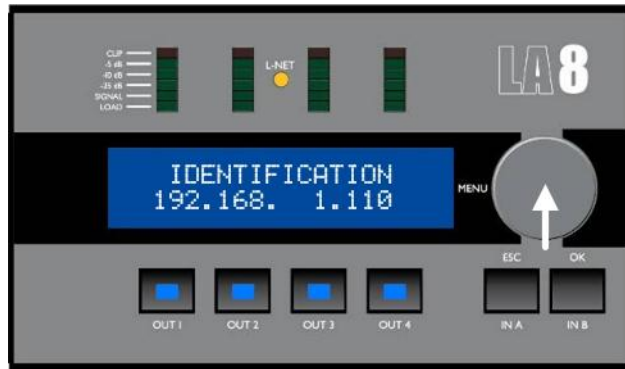 CLIP
-5 dB
-10 dB
-25 dB
SIGNAL
LOAD
L-NET
LA8
IDENTIFICATION
192.168.  1.110
MENU
ESC
OK
OUT 1
OUT 2
OUT 3
OUT 4
IN A
IN B